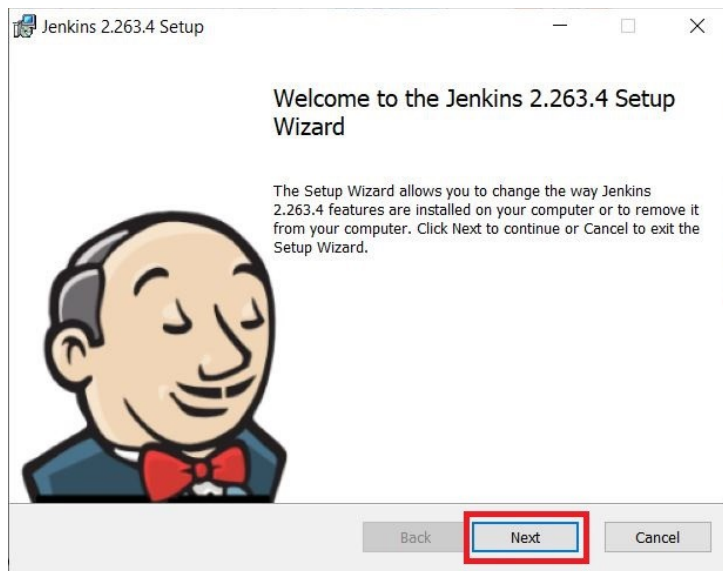 Jenkins 2.263.4 Setup
Welcome to the Jenkins 2.263.4 Setup
Wizard
The Setup Wizard allows you to change the way Jenkins
2.263.4 features are installed on your computer or to remove it
from your computer. Click Next to continue or Cancel to exit the
Setup Wizard.
Back Next Cancel